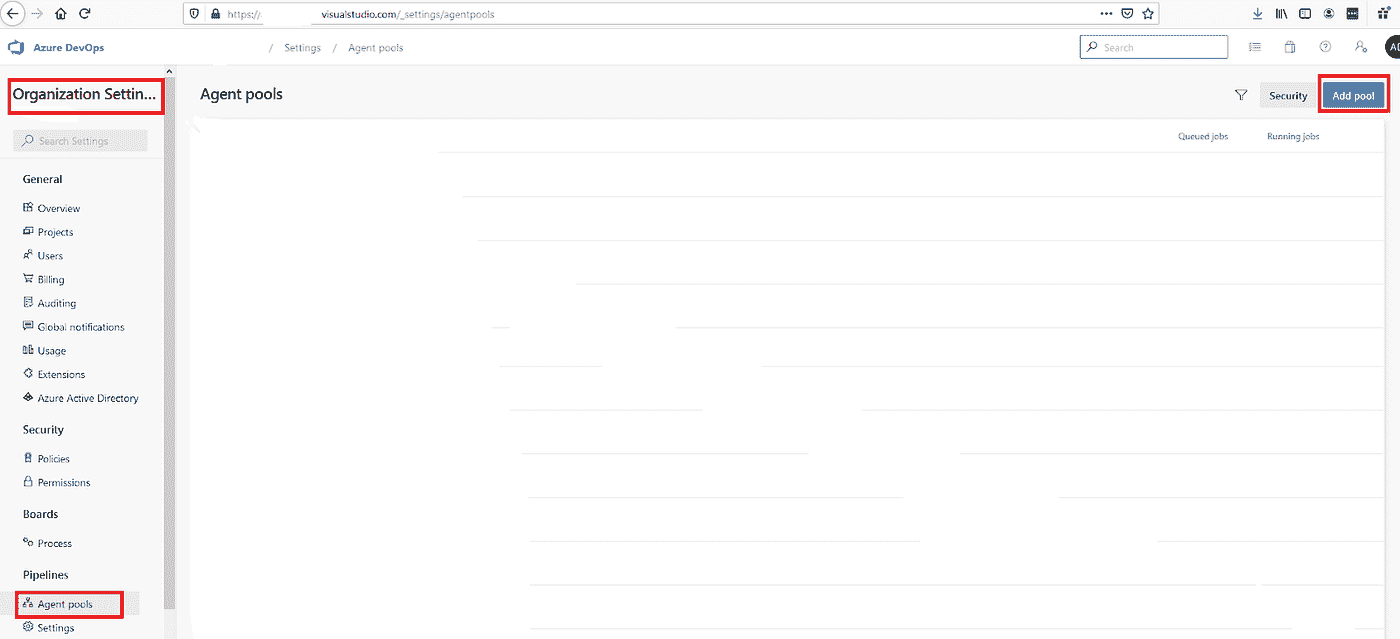 https:// visualstudio.com/_settings/agentpools
Azure DevOps / Settings / Agent pools
Search
AD
Organization Settin...
Agent pools
Security
Add pool
Search Settings
Queued jobs Running jobs
General
Overview
Projects
Users
Billing
Auditing
Global notifications
Usage
Extensions
Azure Active Directory
Security
Policies
Permissions
Boards
Process
Pipelines
Agent pools
Settings